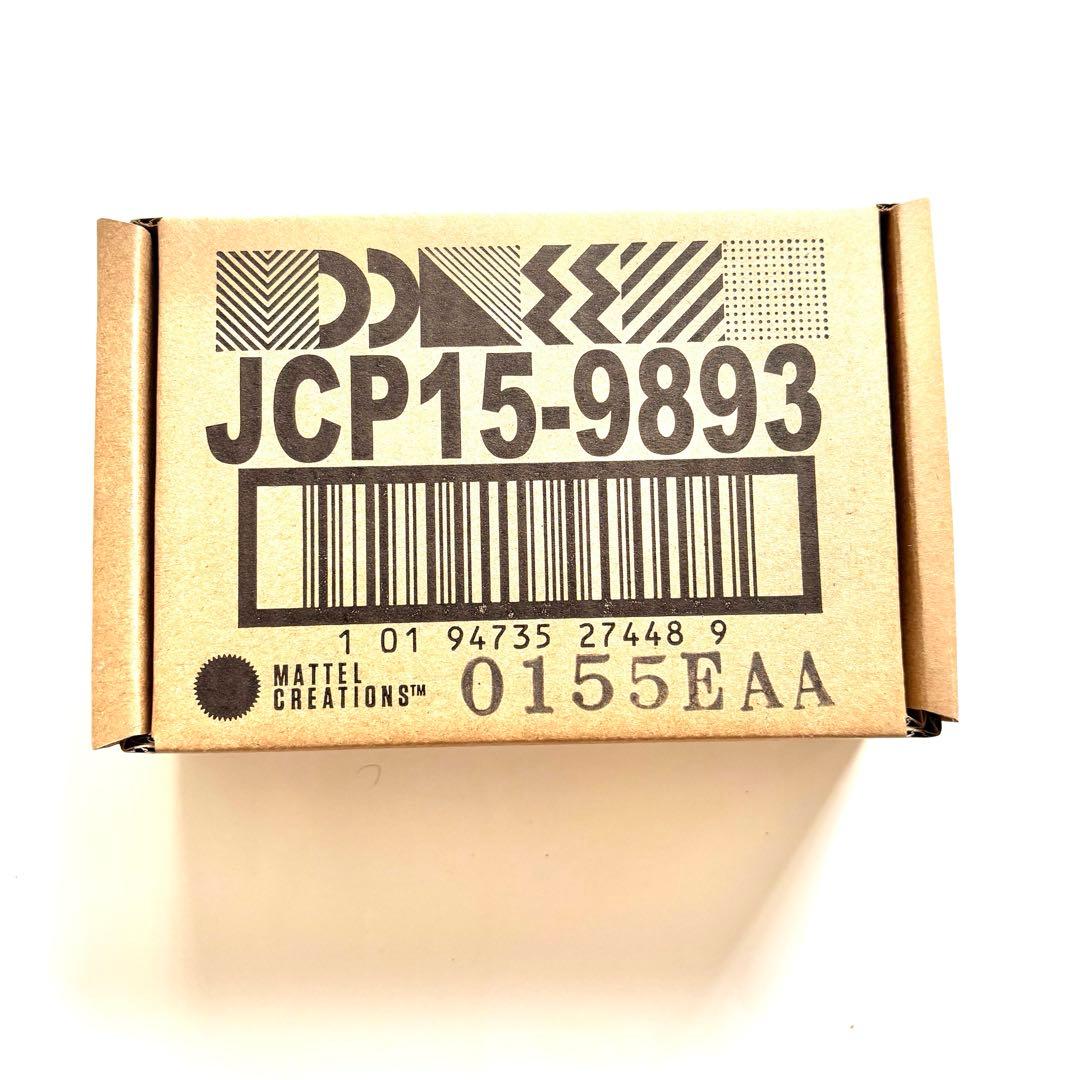 JCP15-9893
1 01 94735 27448 9
MATTEL
CREATIONS™
0155EAA